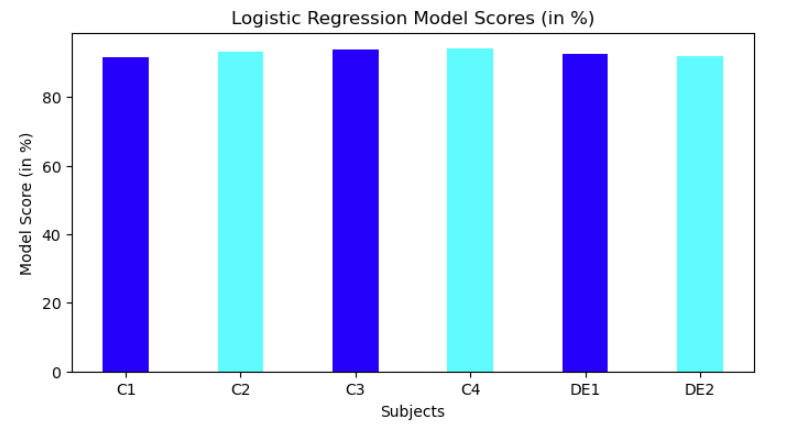 Logistic Regression Model Scores (in %)
Model Score (in %)
80
60
40
20
0
C1 C2 C3 C4 DE1 DE2
Subjects